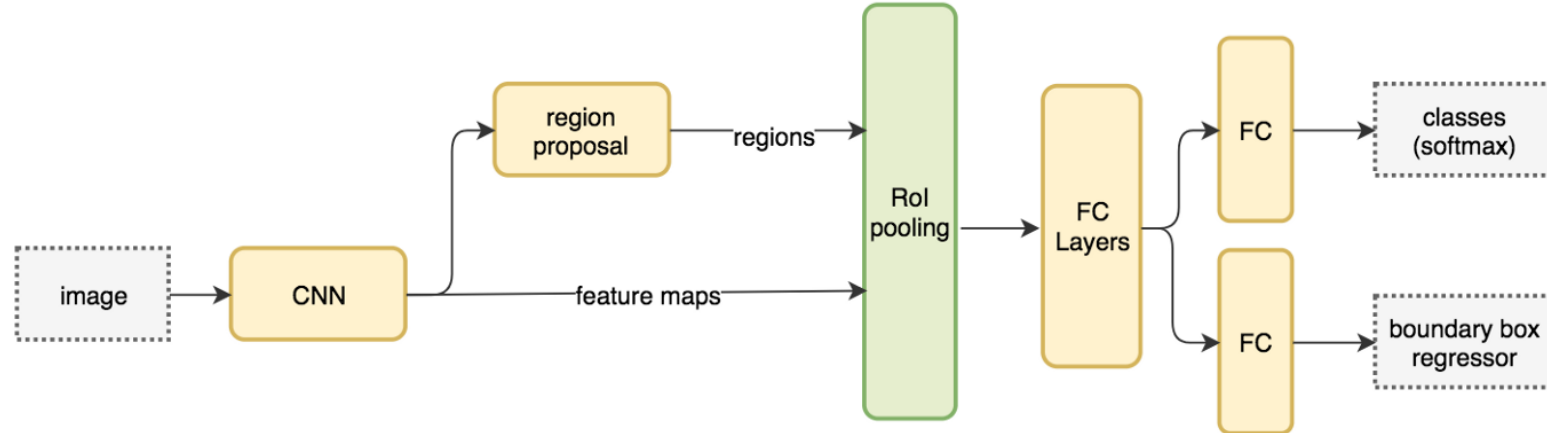 image
CNN
region
proposal
regions
feature maps
RoI
pooling
FC
Layers
FC
classes
(softmax)
FC
boundary box
regressor